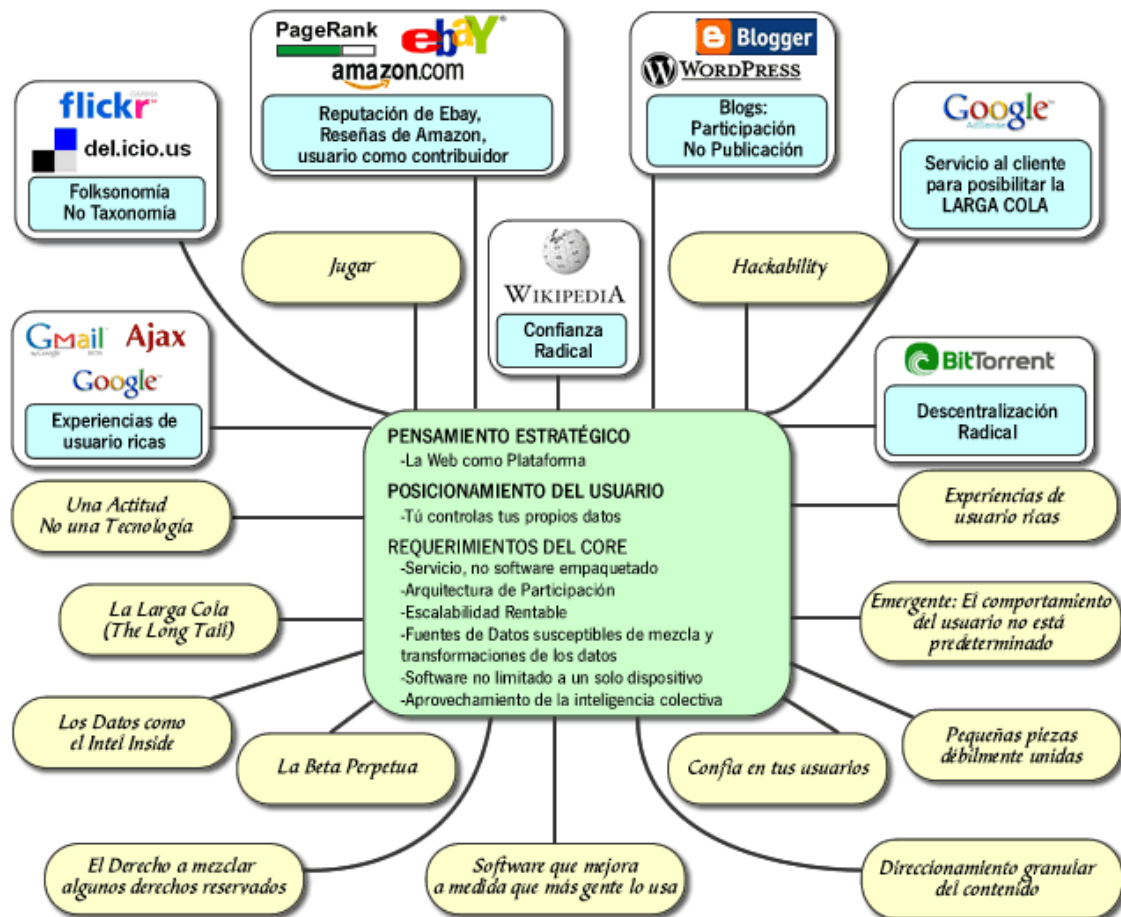 PageRank
ebaY
amazon.com
Reputación de Ebay,
Reseñas de Amazon,
usuario como contribuidor
Blogger
WORDPRESS
Blogs:
Participación
No Publicación
flickr GAMMA
del.icio.us
Folksonomía
No Taxonomía
Google
AdSense
Servicio al cliente
para posibilitar la
LARGA COLA
Jugar
WIKIPEDIA
Confianza
Radical
Hackability
Gmail
by Google BETA
Ajax
Google
Experiencias de
usuario ricas
BitTorrent
Descentralización
Radical
PENSAMIENTO ESTRATÉGICO
-La Web como Plataforma
POSICIONAMIENTO DEL USUARIO
-Tú controlas tus propios datos
REQUERIMIENTOS DEL CORE
-Servicio, no software empaquetado
-Arquitectura de Participación
-Escalabilidad Rentable
-Fuentes de Datos susceptibles de mezcla y
transformaciones de los datos
-Software no limitado a un solo dispositivo
-Aprovechamiento de la inteligencia colectiva
Una Actitud
No una Tecnología
Experiencias de
usuario ricas
La Larga Cola
(The Long Tail)
Emergente: El comportamiento
del usuario no está
predeterminado
Los Datos como
el Intel Inside
La Beta Perpetua
Confía en tus usuarios
Pequeñas piezas
débilmente unidas
El Derecho a mezclar
algunos derechos reservados
Software que mejora
a medida que más gente lo usa
Direccionamiento granular
del contenido